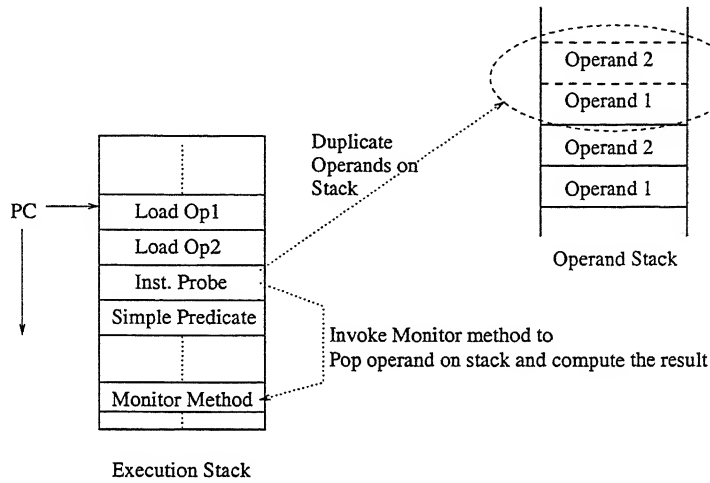 Operand 2
Operand 1
Operand 2
Operand 1
Operand Stack
Duplicate
Operands on
Stack
PC
Load Op1
Load Op2
Inst. Probe
Simple Predicate
Monitor Method
Invoke Monitor method to
Pop operand on stack and compute the result
Execution Stack